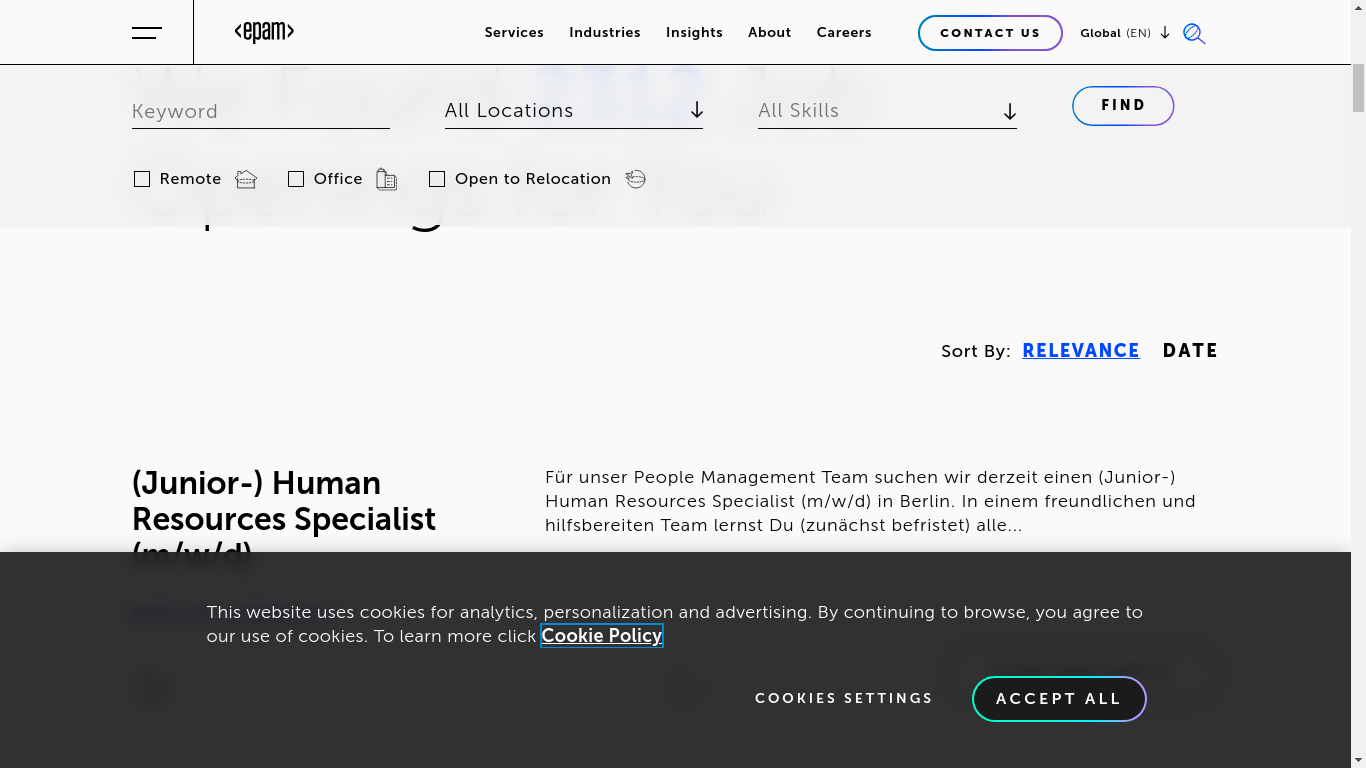 <epam>
Services Industries Insights About Careers CONTACT US Global (EN)
Keyword All Locations All Skills FIND
Remote Office Open to Relocation
Sort By: RELEVANCE DATE
(Junior-) Human
Resources Specialist
(m/w/d)
Für unser People Management Team suchen wir derzeit einen (Junior-)
Human Resources Specialist (m/w/d) in Berlin. In einem freundlichen und
hilfsbereiten Team lernst Du (zunächst befristet) alle...
This website uses cookies for analytics, personalization and advertising. By continuing to browse, you agree to
our use of cookies. To learn more click Cookie Policy
COOKIES SETTINGS ACCEPT ALL